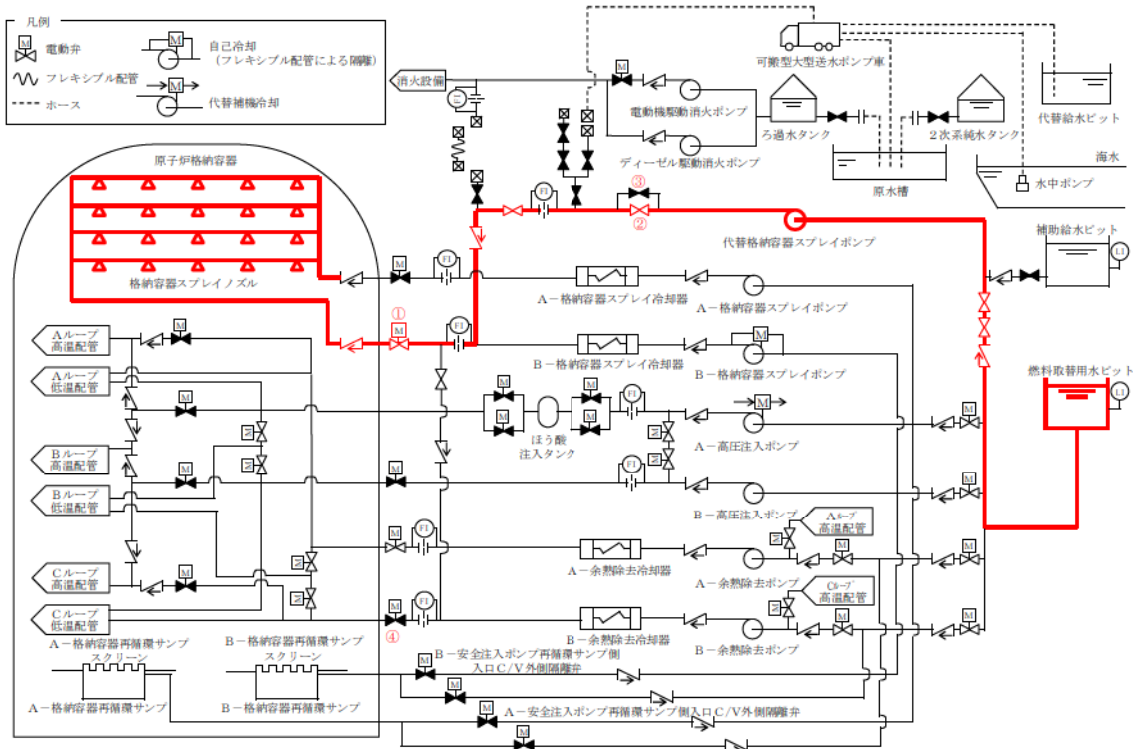 凡例
M
電動弁
フレキシブル配管
ホース
M
自己冷却
(フレキシブル配管による隔離)
M
代替補機冷却
消火設備
FI
M
電動機駆動消火ポンプ
ディーゼル駆動消火ポンプ
可搬型大型送水ポンプ車
ろ過水タンク
2次系純水タンク
代替給水ピット
原水槽
海水
水中ポンプ
原子炉格納容器
格納容器スプレイノズル
FI
③
②
代替格納容器スプレイポンプ
補助給水ピット
LI
M
FI
A-格納容器スプレイ冷却器
A-格納容器スプレイポンプ
①
M
FI
B-格納容器スプレイ冷却器
M
B-格納容器スプレイポンプ
燃料取替用水ピット
LI
Aループ
高温配管
M
Aループ
低温配管
M
M
M
ほう酸
注入タンク
M
M
FI
M
A-高圧注入ポンプ
M
M
M
Bループ
高温配管
M
M
Bループ
低温配管
M
M
FI
M
B-高圧注入ポンプ
M
M
FI
A-余熱除去冷却器
A-余熱除去ポンプ
M
Aループ
高温配管
M
M
Cループ
高温配管
M
M
M
Cループ
低温配管
M
④
FI
B-余熱除去冷却器
B-余熱除去ポンプ
M
Cループ
高温配管
M
M
A-格納容器再循環サンプ
スクリーン
B-格納容器再循環サンプ
スクリーン
A-格納容器再循環サンプ
B-格納容器再循環サンプ
B-安全注入ポンプ再循環サンプ側
入口C/V外側隔離弁
M
M
A-安全注入ポンプ再循環サンプ側入口C/V外側隔離弁
M
M